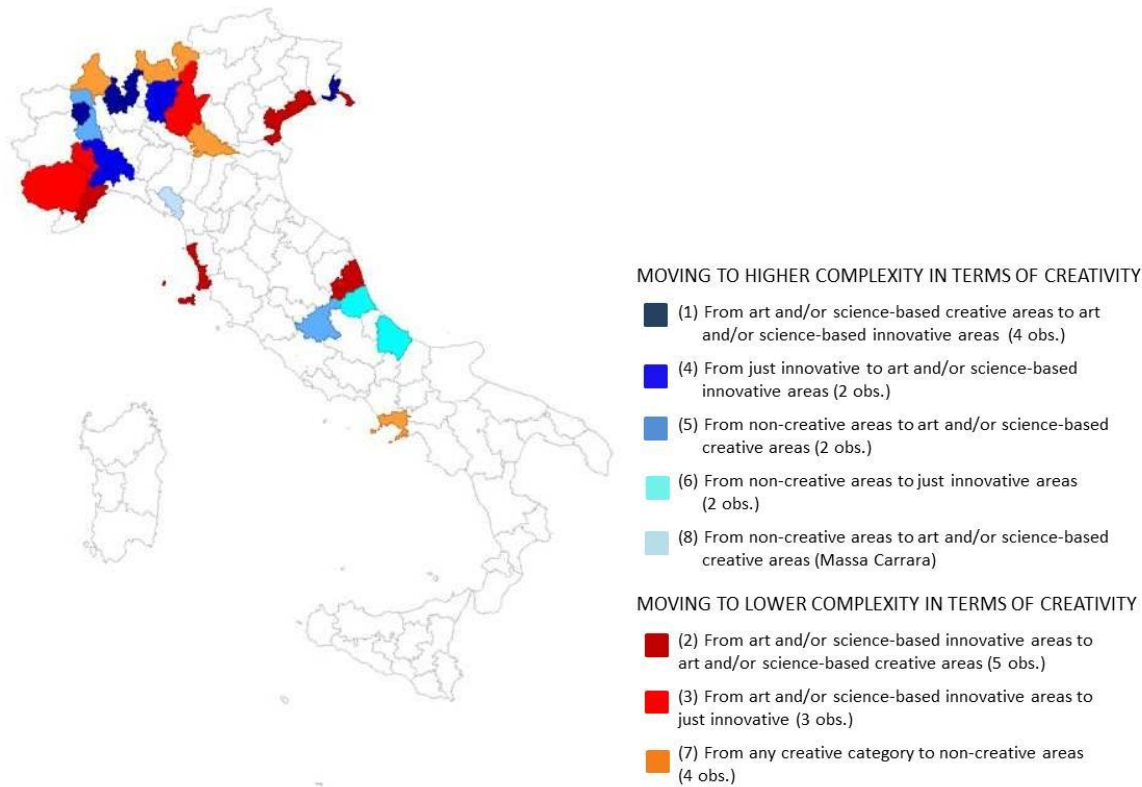 MOVING TO HIGHER COMPLEXITY IN TERMS OF CREATIVITY
(1) From art and/or science-based creative areas to art
and/or science-based innovative areas (4 obs.)
(4) From just innovative to art and/or science-based
innovative areas (2 obs.)
(5) From non-creative areas to art and/or science-based
creative areas (2 obs.)
(6) From non-creative areas to just innovative areas
(2 obs.)
(8) From non-creative areas to art and/or science-based
creative areas (Massa Carrara)
MOVING TO LOWER COMPLEXITY IN TERMS OF CREATIVITY
(2) From art and/or science-based innovative areas to
art and/or science-based creative areas (5 obs.)
(3) From art and/or science-based innovative areas to
just innovative (3 obs.)
(7) From any creative category to non-creative areas
(4 obs.)